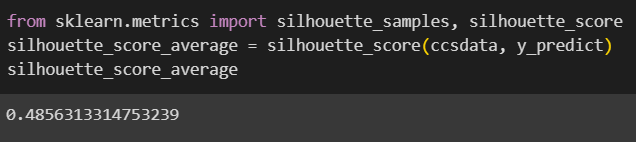 from sklearn.metrics import silhouette_samples, silhouette_score
silhouette_score_average = silhouette_score(ccsdata, y_predict)
silhouette_score_average
0.4856313314753239